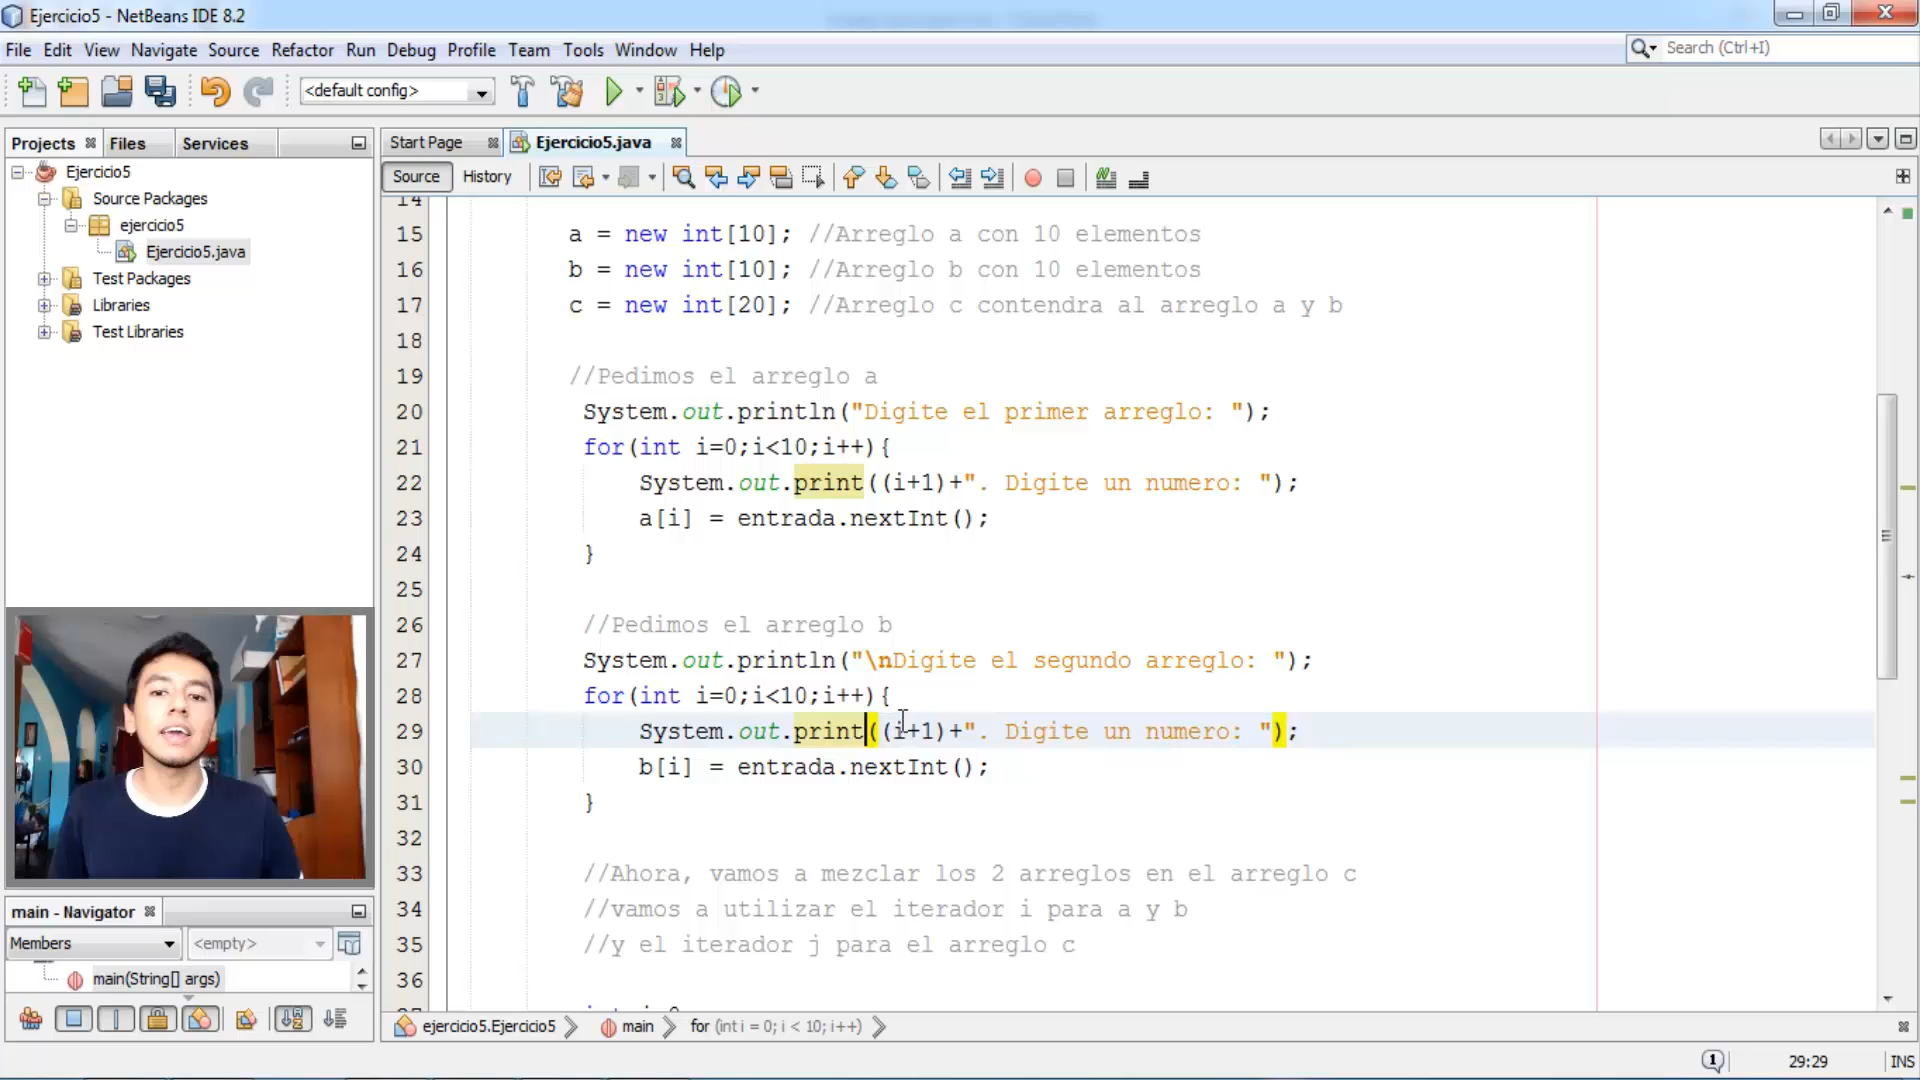 Ejercicio5 - NetBeans IDE 8.2
File Edit View Navigate Source Refactor Run Debug Profile Team Tools Window Help
Search (Ctrl+I)
<default config>
Projects Files Services
Start Page Ejercicio5.java
Source History
Ejercicio5
Source Packages
ejercicio5
Ejercicio5.java
Test Packages
Libraries
Test Libraries
14
15 a = new int[10]; //Arreglo a con 10 elementos
16 b = new int[10]; //Arreglo b con 10 elementos
17 c = new int[20]; //Arreglo c contendra al arreglo a y b
18
19 //Pedimos el arreglo a
20 System.out.println("Digite el primer arreglo: ");
21 for(int i=0;i<10;i++){
22 System.out.print((i+1)+". Digite un numero: ");
23 a[i] = entrada.nextInt();
24 }
25
26 //Pedimos el arreglo b
27 System.out.println("\nDigite el segundo arreglo: ");
28 for(int i=0;i<10;i++){
29 System.out.print((i+1)+". Digite un numero: ");
30 b[i] = entrada.nextInt();
31 }
32
33 //Ahora, vamos a mezclar los 2 arreglos en el arreglo c
34 //vamos a utilizar el iterador i para a y b
35 //y el iterador j para el arreglo c
36
main - Navigator
Members <empty>
main(String[] args)
ejercicio5.Ejercicio5 main for (int i = 0; i < 10; i++)
1 29:29 INS